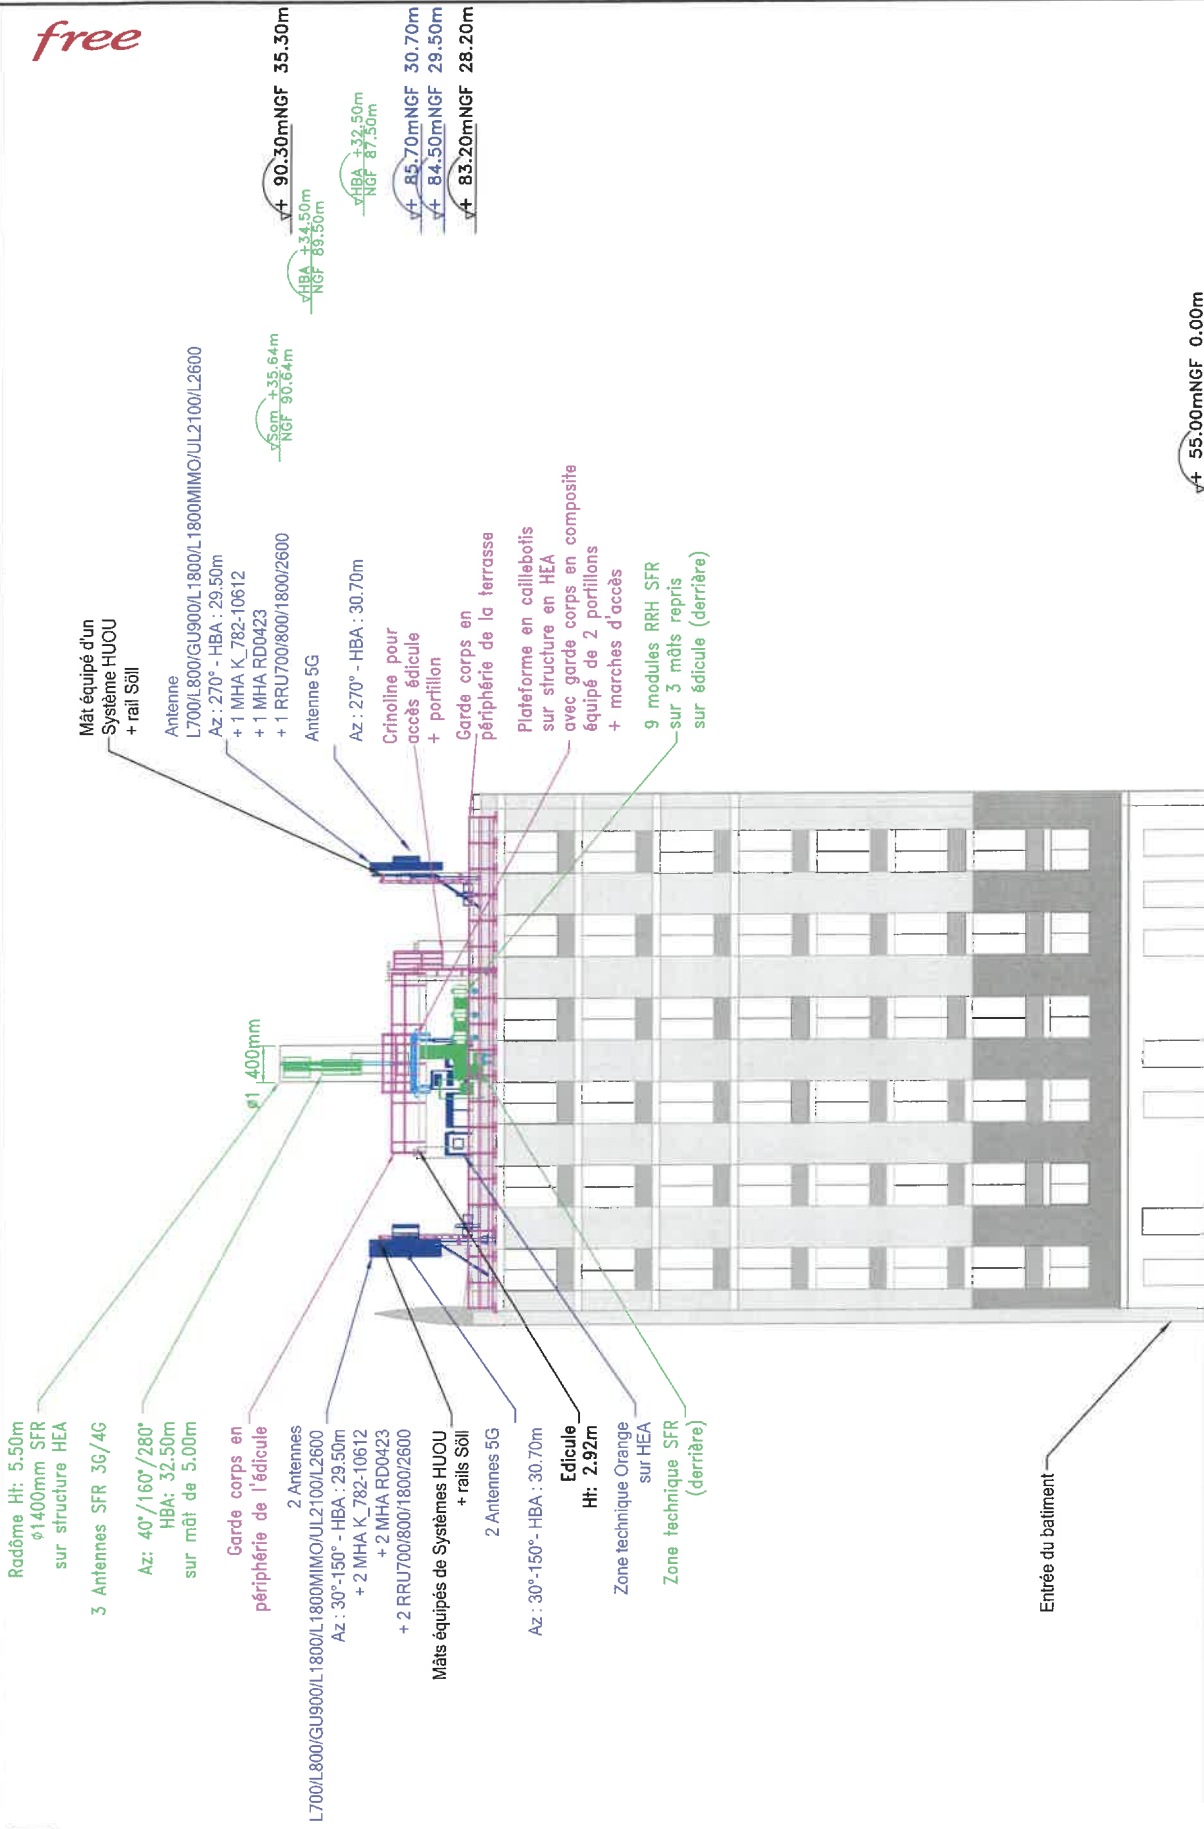 free
Radôme Ht: 5.50m
ø1400mm SFR
sur structure HEA
3 Antennes SFR 3G/4G
Az: 40°/160°/280°
HBA: 32.50m
sur mât de 5.00m
Garde corps en
périphérie de l'édicule
2 Antennes
L700/L800/GU900/L1800/L1800MIMO/UL2100/L2600
Az : 30°-150° - HBA : 29.50m
+ 2 MHA K_782-10612
+ 2 MHA RD0423
+ 2 RRU700/800/1800/2600
Mâts équipés de Systèmes HUOU
+ rails Söll
2 Antennes 5G
Az : 30°-150°- HBA : 30.70m
Edicule
Ht: 2.92m
Zone technique Orange
sur HEA
Zone technique SFR
(derrière)
Entrée du batiment
ø1 400mm
Mât équipé d'un
Système HUOU
+ rail Söll
Antenne
L700/L800/GU900/L1800/L1800MIMO/UL2100/L2600
Az : 270° - HBA : 29.50m
+ 1 MHA K_782-10612
+ 1 MHA RD0423
+ 1 RRU700/800/1800/2600
Antenne 5G
Az : 270° - HBA : 30.70m
Crinoline pour
accès édicule
+ portillon
Garde corps en
périphérie de la terrasse
Plateforme en caillebotis
sur structure en HEA
avec garde corps en composite
équipé de 2 portillons
+ marches d'accès
9 modules RRH SFR
sur 3 mâts repris
sur édicule (derrière)
Som +35.64m
NGF 90.64m
+ 90.30mNGF 35.30m
HBA +34.50m
NGF 89.50m
HBA +32.50m
NGF 87.50m
+ 85.70mNGF 30.70m
+ 84.50mNGF 29.50m
+ 83.20mNGF 28.20m
+ 55.00mNGF 0.00m